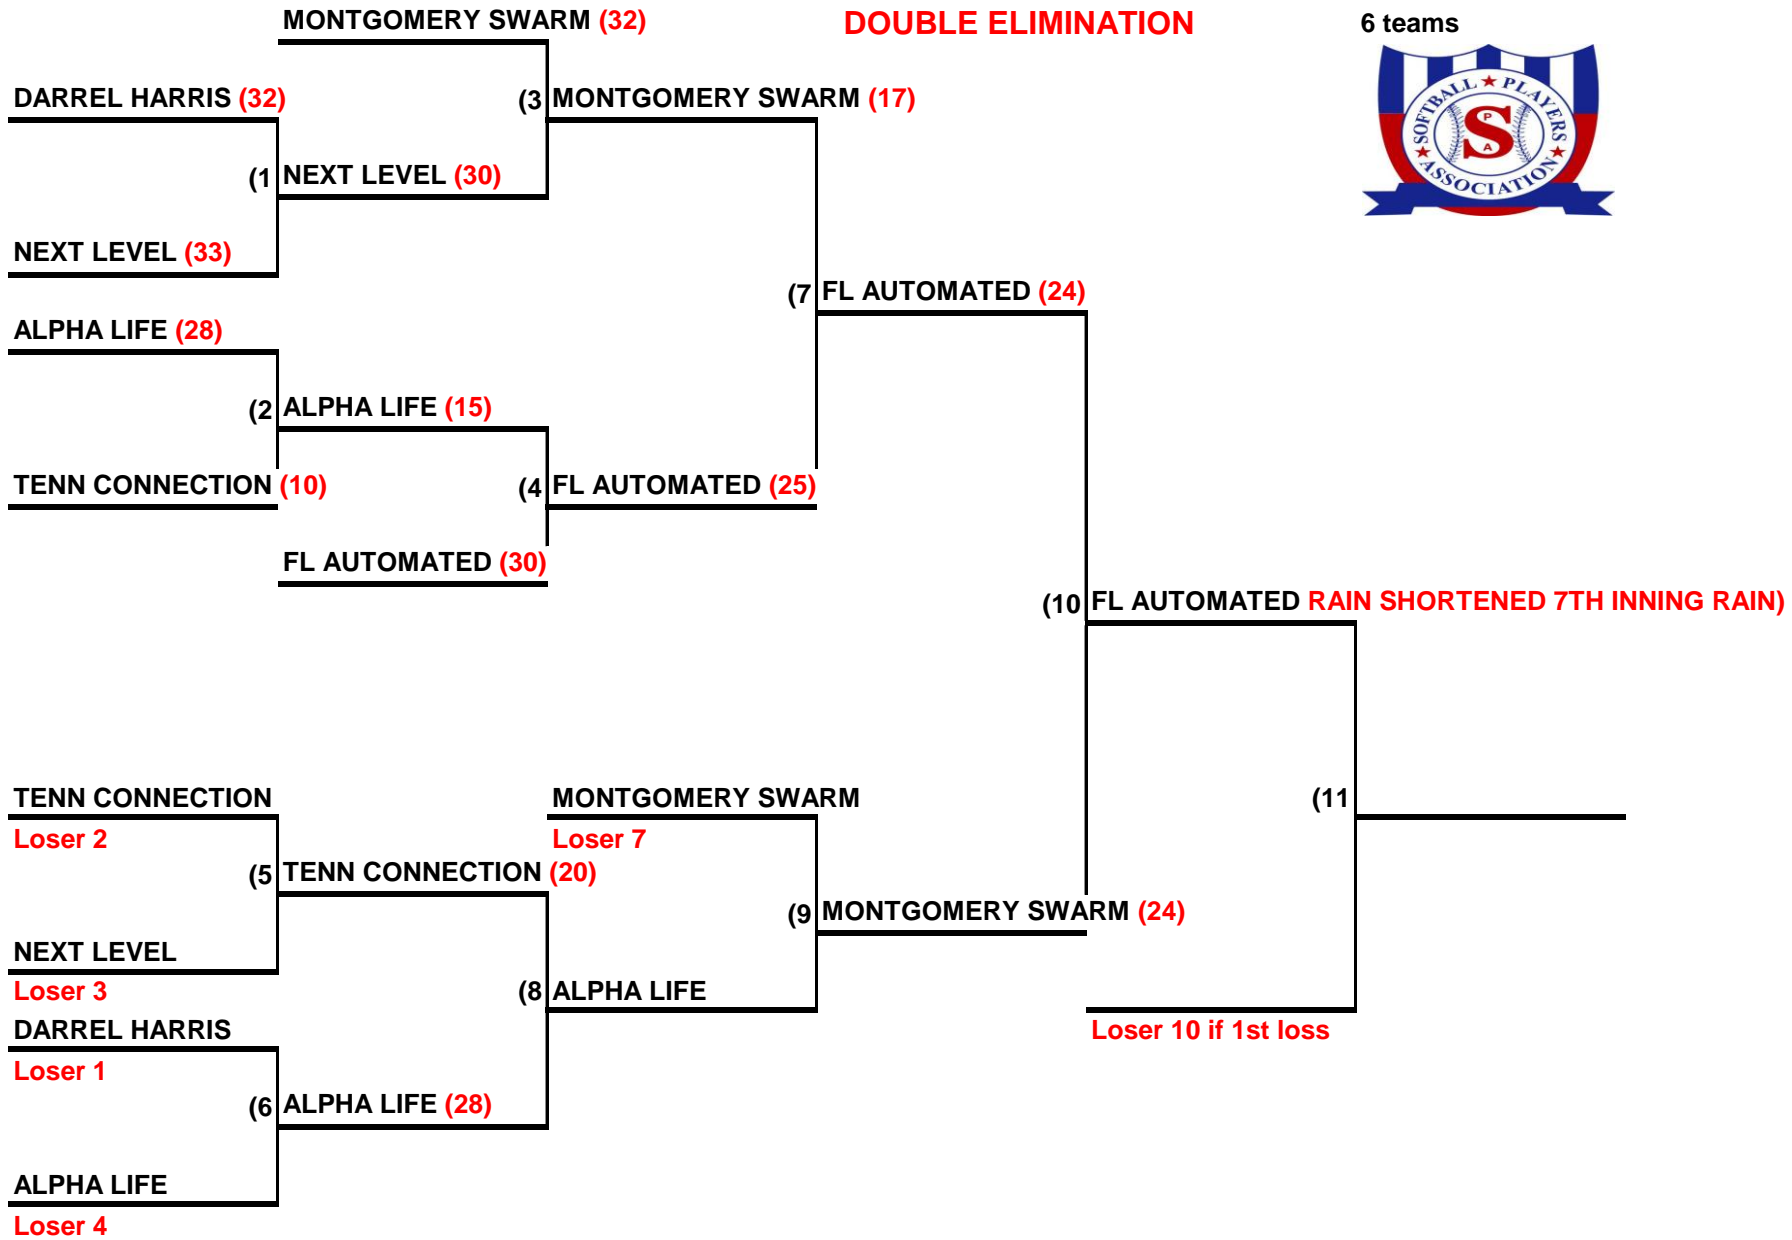 MONTGOMERY SWARM (32)
DOUBLE ELIMINATION
6 teams
SOFTBALL ★ PLAYERS ★ ASSOCIATION ★
S
P
A
DARREL HARRIS (32)
(3 MONTGOMERY SWARM (17)
(1 NEXT LEVEL (30)
NEXT LEVEL (33)
(7 FL AUTOMATED (24)
ALPHA LIFE (28)
(2 ALPHA LIFE (15)
TENN CONNECTION (10)
(4 FL AUTOMATED (25)
FL AUTOMATED (30)
(10 FL AUTOMATED RAIN SHORTENED 7TH INNING RAIN)
TENN CONNECTION
Loser 2
MONTGOMERY SWARM
Loser 7
(11
(5 TENN CONNECTION (20)
(9 MONTGOMERY SWARM (24)
NEXT LEVEL
Loser 3
(8 ALPHA LIFE
DARREL HARRIS
Loser 1
Loser 10 if 1st loss
(6 ALPHA LIFE (28)
ALPHA LIFE
Loser 4